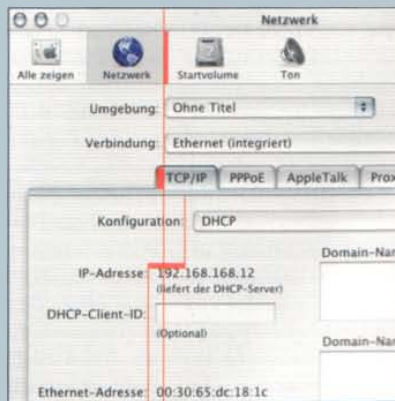 Netzwerk
Alle zeigen Netzwerk Startvolume Ton
Umgebung: Ohne Titel
Verbindung: Ethernet (integriert)
TCP/IP PPPoE AppleTalk Prox
Konfiguration: DHCP
Domain-Nam
IP-Adresse: 192.168.168.12
(liefert der DHCP-Server)
DHCP-Client-ID:
(Optional)
Domain-Nam
Ethernet-Adresse: 00:30:65:dc:18:1c